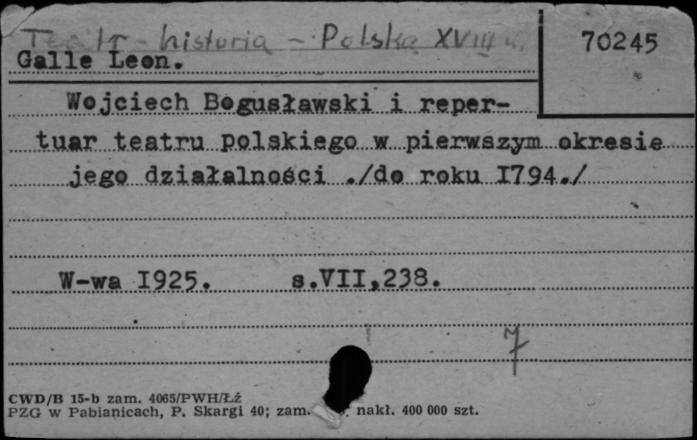 Teatr - historia - Polska XVIII w.
70245
Galle Leon.
Wojciech Bogusławski i reper-
tuar teatru polskiego w pierwszym okresie
jego działalności ./do roku I794./
W-wa I925. s.VII,238.
7
CWD/B 15-b zam. 4065/PWH/Łź
PZG w Pabianicach, P. Skargi 40; zam. nakł. 400 000 szt.